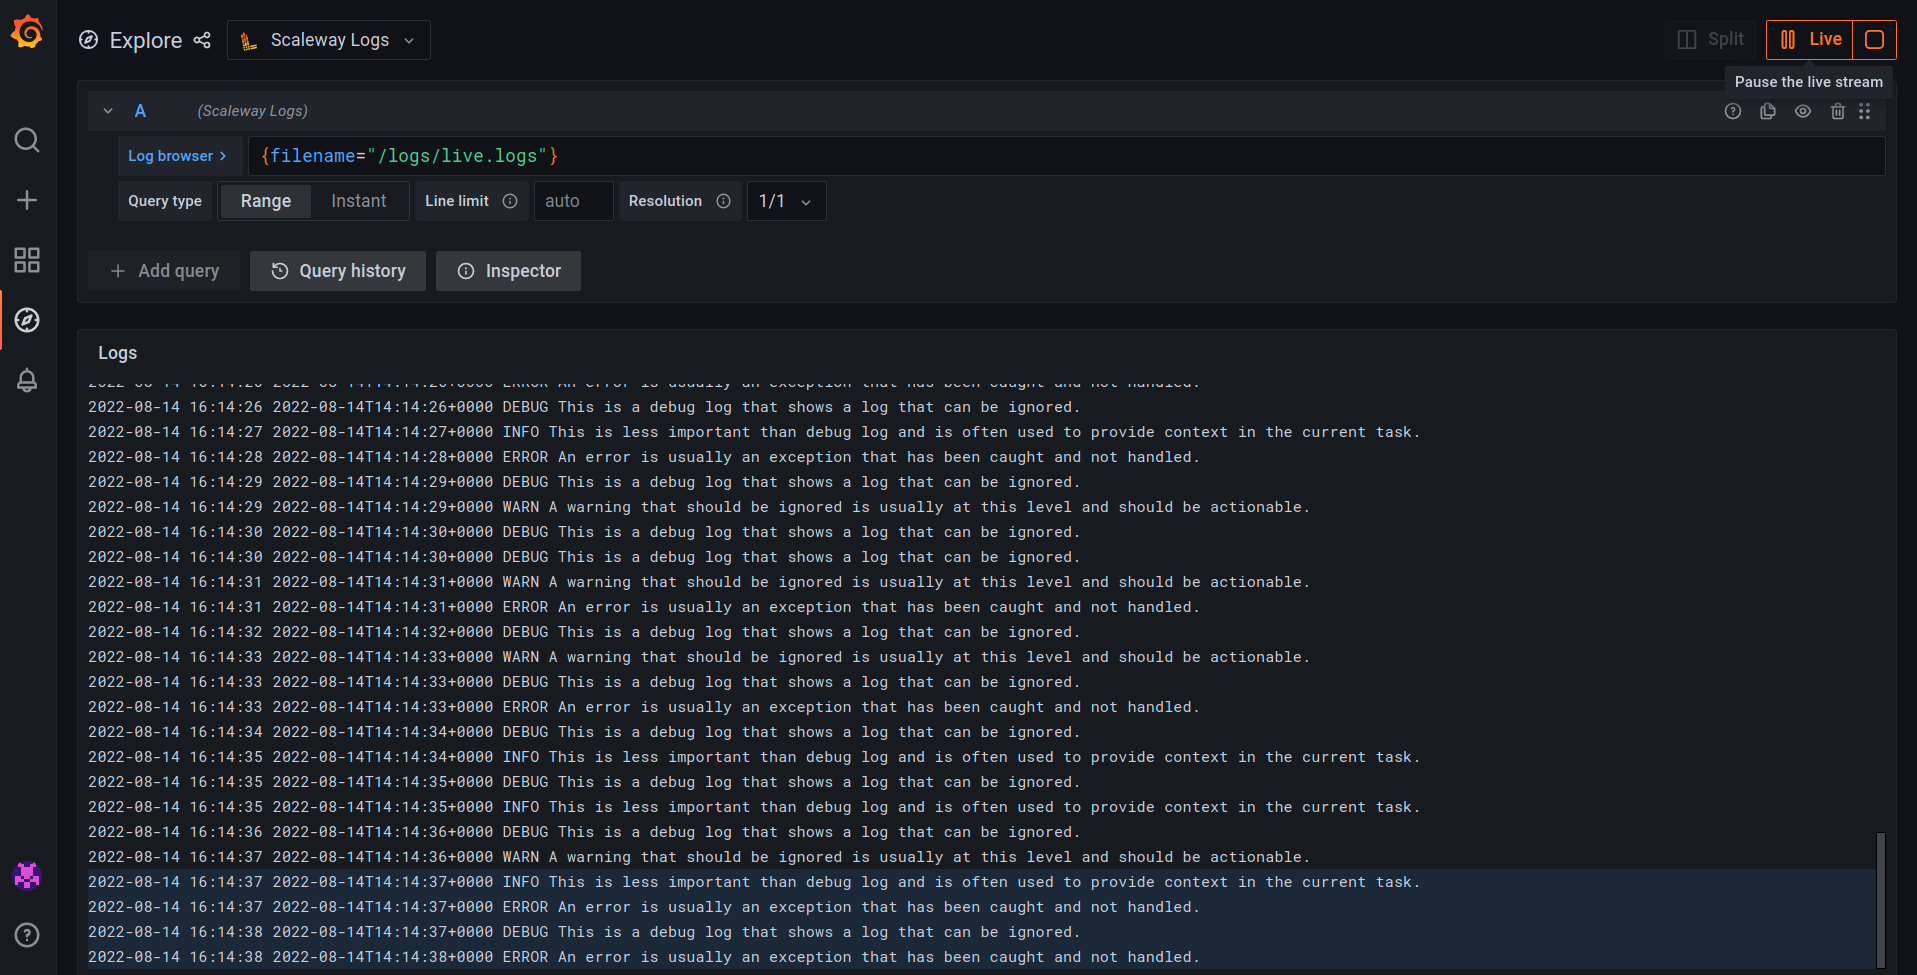 Explore
Scaleway Logs
Split
Live
Pause the live stream
A
(Scaleway Logs)
Log browser >
{filename="/logs/live.logs"}
Query type
Range
Instant
Line limit
auto
Resolution
1/1
+ Add query
Query history
Inspector
Logs
2022-08-14 16:14:26 2022-08-14T14:14:26+0000 ERROR An error is usually an exception that has been caught and not handled.
2022-08-14 16:14:26 2022-08-14T14:14:26+0000 DEBUG This is a debug log that shows a log that can be ignored.
2022-08-14 16:14:27 2022-08-14T14:14:27+0000 INFO This is less important than debug log and is often used to provide context in the current task.
2022-08-14 16:14:28 2022-08-14T14:14:28+0000 ERROR An error is usually an exception that has been caught and not handled.
2022-08-14 16:14:29 2022-08-14T14:14:29+0000 DEBUG This is a debug log that shows a log that can be ignored.
2022-08-14 16:14:29 2022-08-14T14:14:29+0000 WARN A warning that should be ignored is usually at this level and should be actionable.
2022-08-14 16:14:30 2022-08-14T14:14:30+0000 DEBUG This is a debug log that shows a log that can be ignored.
2022-08-14 16:14:30 2022-08-14T14:14:30+0000 DEBUG This is a debug log that shows a log that can be ignored.
2022-08-14 16:14:31 2022-08-14T14:14:31+0000 WARN A warning that should be ignored is usually at this level and should be actionable.
2022-08-14 16:14:31 2022-08-14T14:14:31+0000 ERROR An error is usually an exception that has been caught and not handled.
2022-08-14 16:14:32 2022-08-14T14:14:32+0000 DEBUG This is a debug log that shows a log that can be ignored.
2022-08-14 16:14:33 2022-08-14T14:14:33+0000 WARN A warning that should be ignored is usually at this level and should be actionable.
2022-08-14 16:14:33 2022-08-14T14:14:33+0000 DEBUG This is a debug log that shows a log that can be ignored.
2022-08-14 16:14:33 2022-08-14T14:14:33+0000 ERROR An error is usually an exception that has been caught and not handled.
2022-08-14 16:14:34 2022-08-14T14:14:34+0000 DEBUG This is a debug log that shows a log that can be ignored.
2022-08-14 16:14:35 2022-08-14T14:14:34+0000 INFO This is less important than debug log and is often used to provide context in the current task.
2022-08-14 16:14:35 2022-08-14T14:14:35+0000 DEBUG This is a debug log that shows a log that can be ignored.
2022-08-14 16:14:35 2022-08-14T14:14:35+0000 INFO This is less important than debug log and is often used to provide context in the current task.
2022-08-14 16:14:36 2022-08-14T14:14:36+0000 DEBUG This is a debug log that shows a log that can be ignored.
2022-08-14 16:14:37 2022-08-14T14:14:36+0000 WARN A warning that should be ignored is usually at this level and should be actionable.
2022-08-14 16:14:37 2022-08-14T14:14:37+0000 INFO This is less important than debug log and is often used to provide context in the current task.
2022-08-14 16:14:37 2022-08-14T14:14:37+0000 ERROR An error is usually an exception that has been caught and not handled.
2022-08-14 16:14:38 2022-08-14T14:14:37+0000 DEBUG This is a debug log that shows a log that can be ignored.
2022-08-14 16:14:38 2022-08-14T14:14:38+0000 ERROR An error is usually an exception that has been caught and not handled.